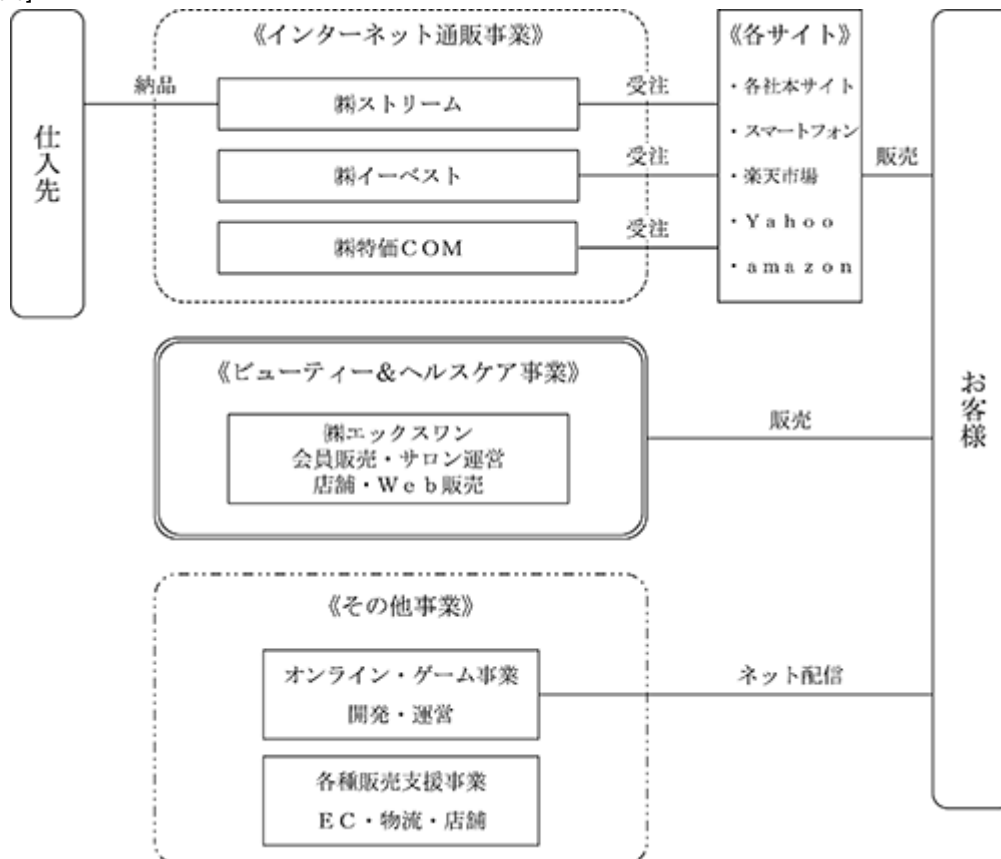 仕入先
納品
《インターネット通販事業》
㈱ストリーム
㈱イーベスト
㈱特価COM
受注
受注
受注
《各サイト》
・各社本サイト
・スマートフォン
・楽天市場
・Yahoo
・amazon
販売
お客様
《ビューティー＆ヘルスケア事業》
㈱エックスワン
会員販売・サロン運営
店舗・Web販売
販売
《その他事業》
オンライン・ゲーム事業
開発・運営
ネット配信
各種販売支援事業
EC・物流・店舗